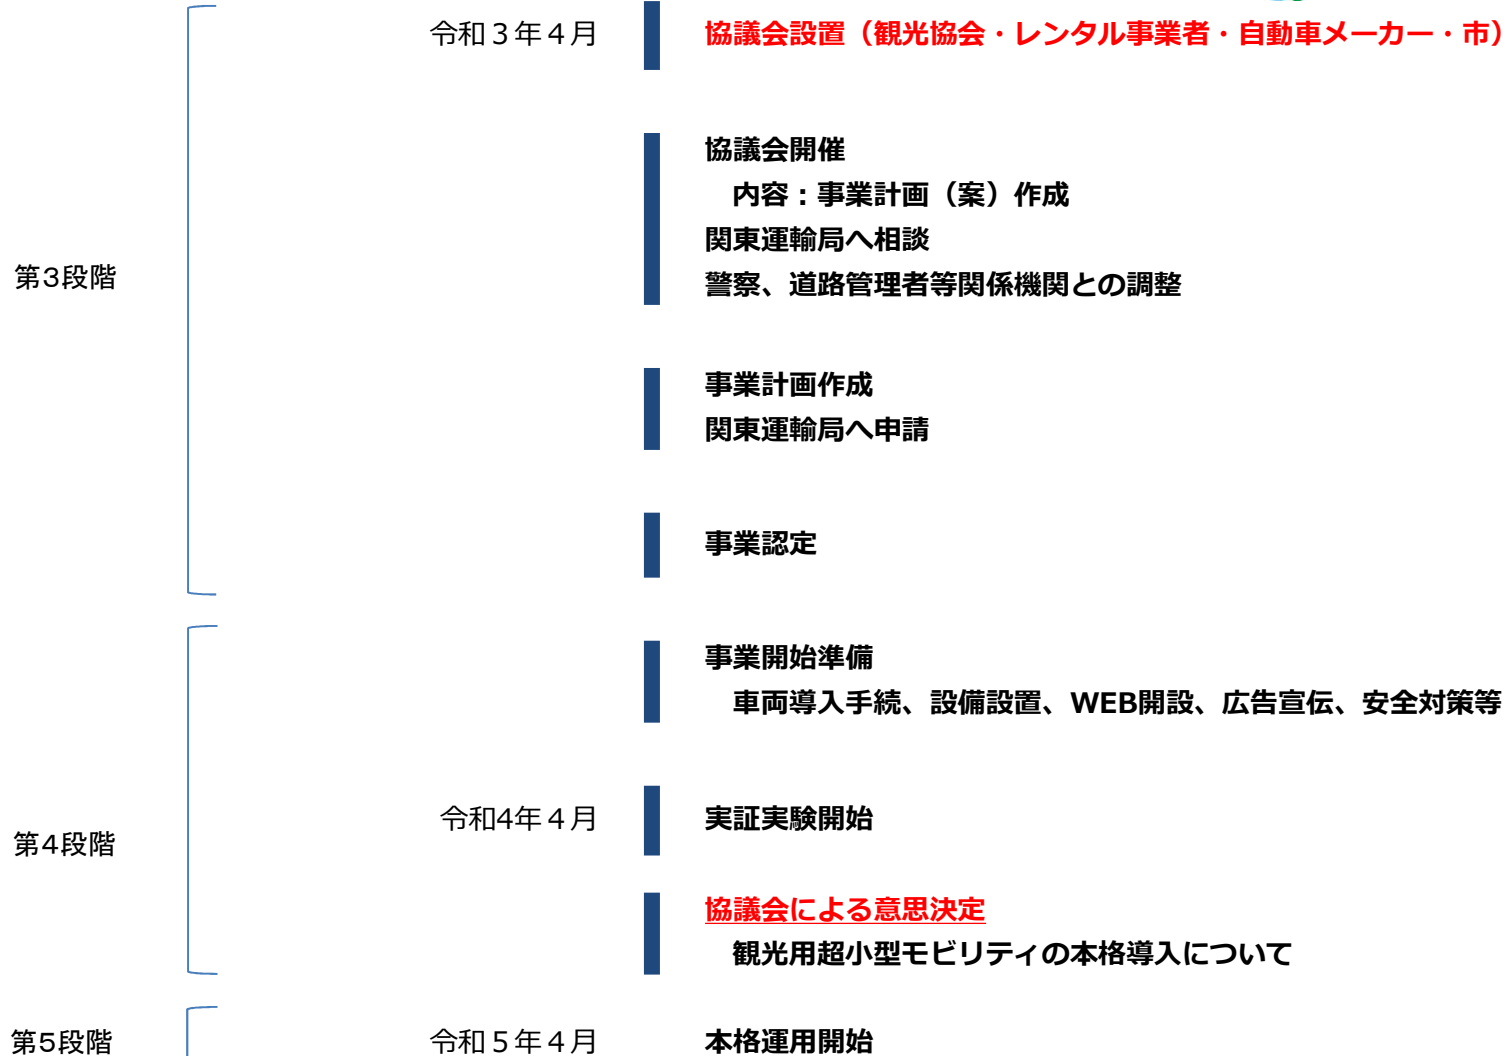 令和３年４月 協議会設置（観光協会・レンタル事業者・自動車メーカー・市）
協議会開催
内容：事業計画（案）作成
関東運輸局へ相談
第3段階
警察、道路管理者等関係機関との調整
事業計画作成
関東運輸局へ申請
事業認定
事業開始準備
車両導入手続、設備設置、WEB開設、広告宣伝、安全対策等
令和4年４月 実証実験開始
第4段階
協議会による意思決定
観光用超小型モビリティの本格導入について
第5段階 令和５年４月 本格運用開始